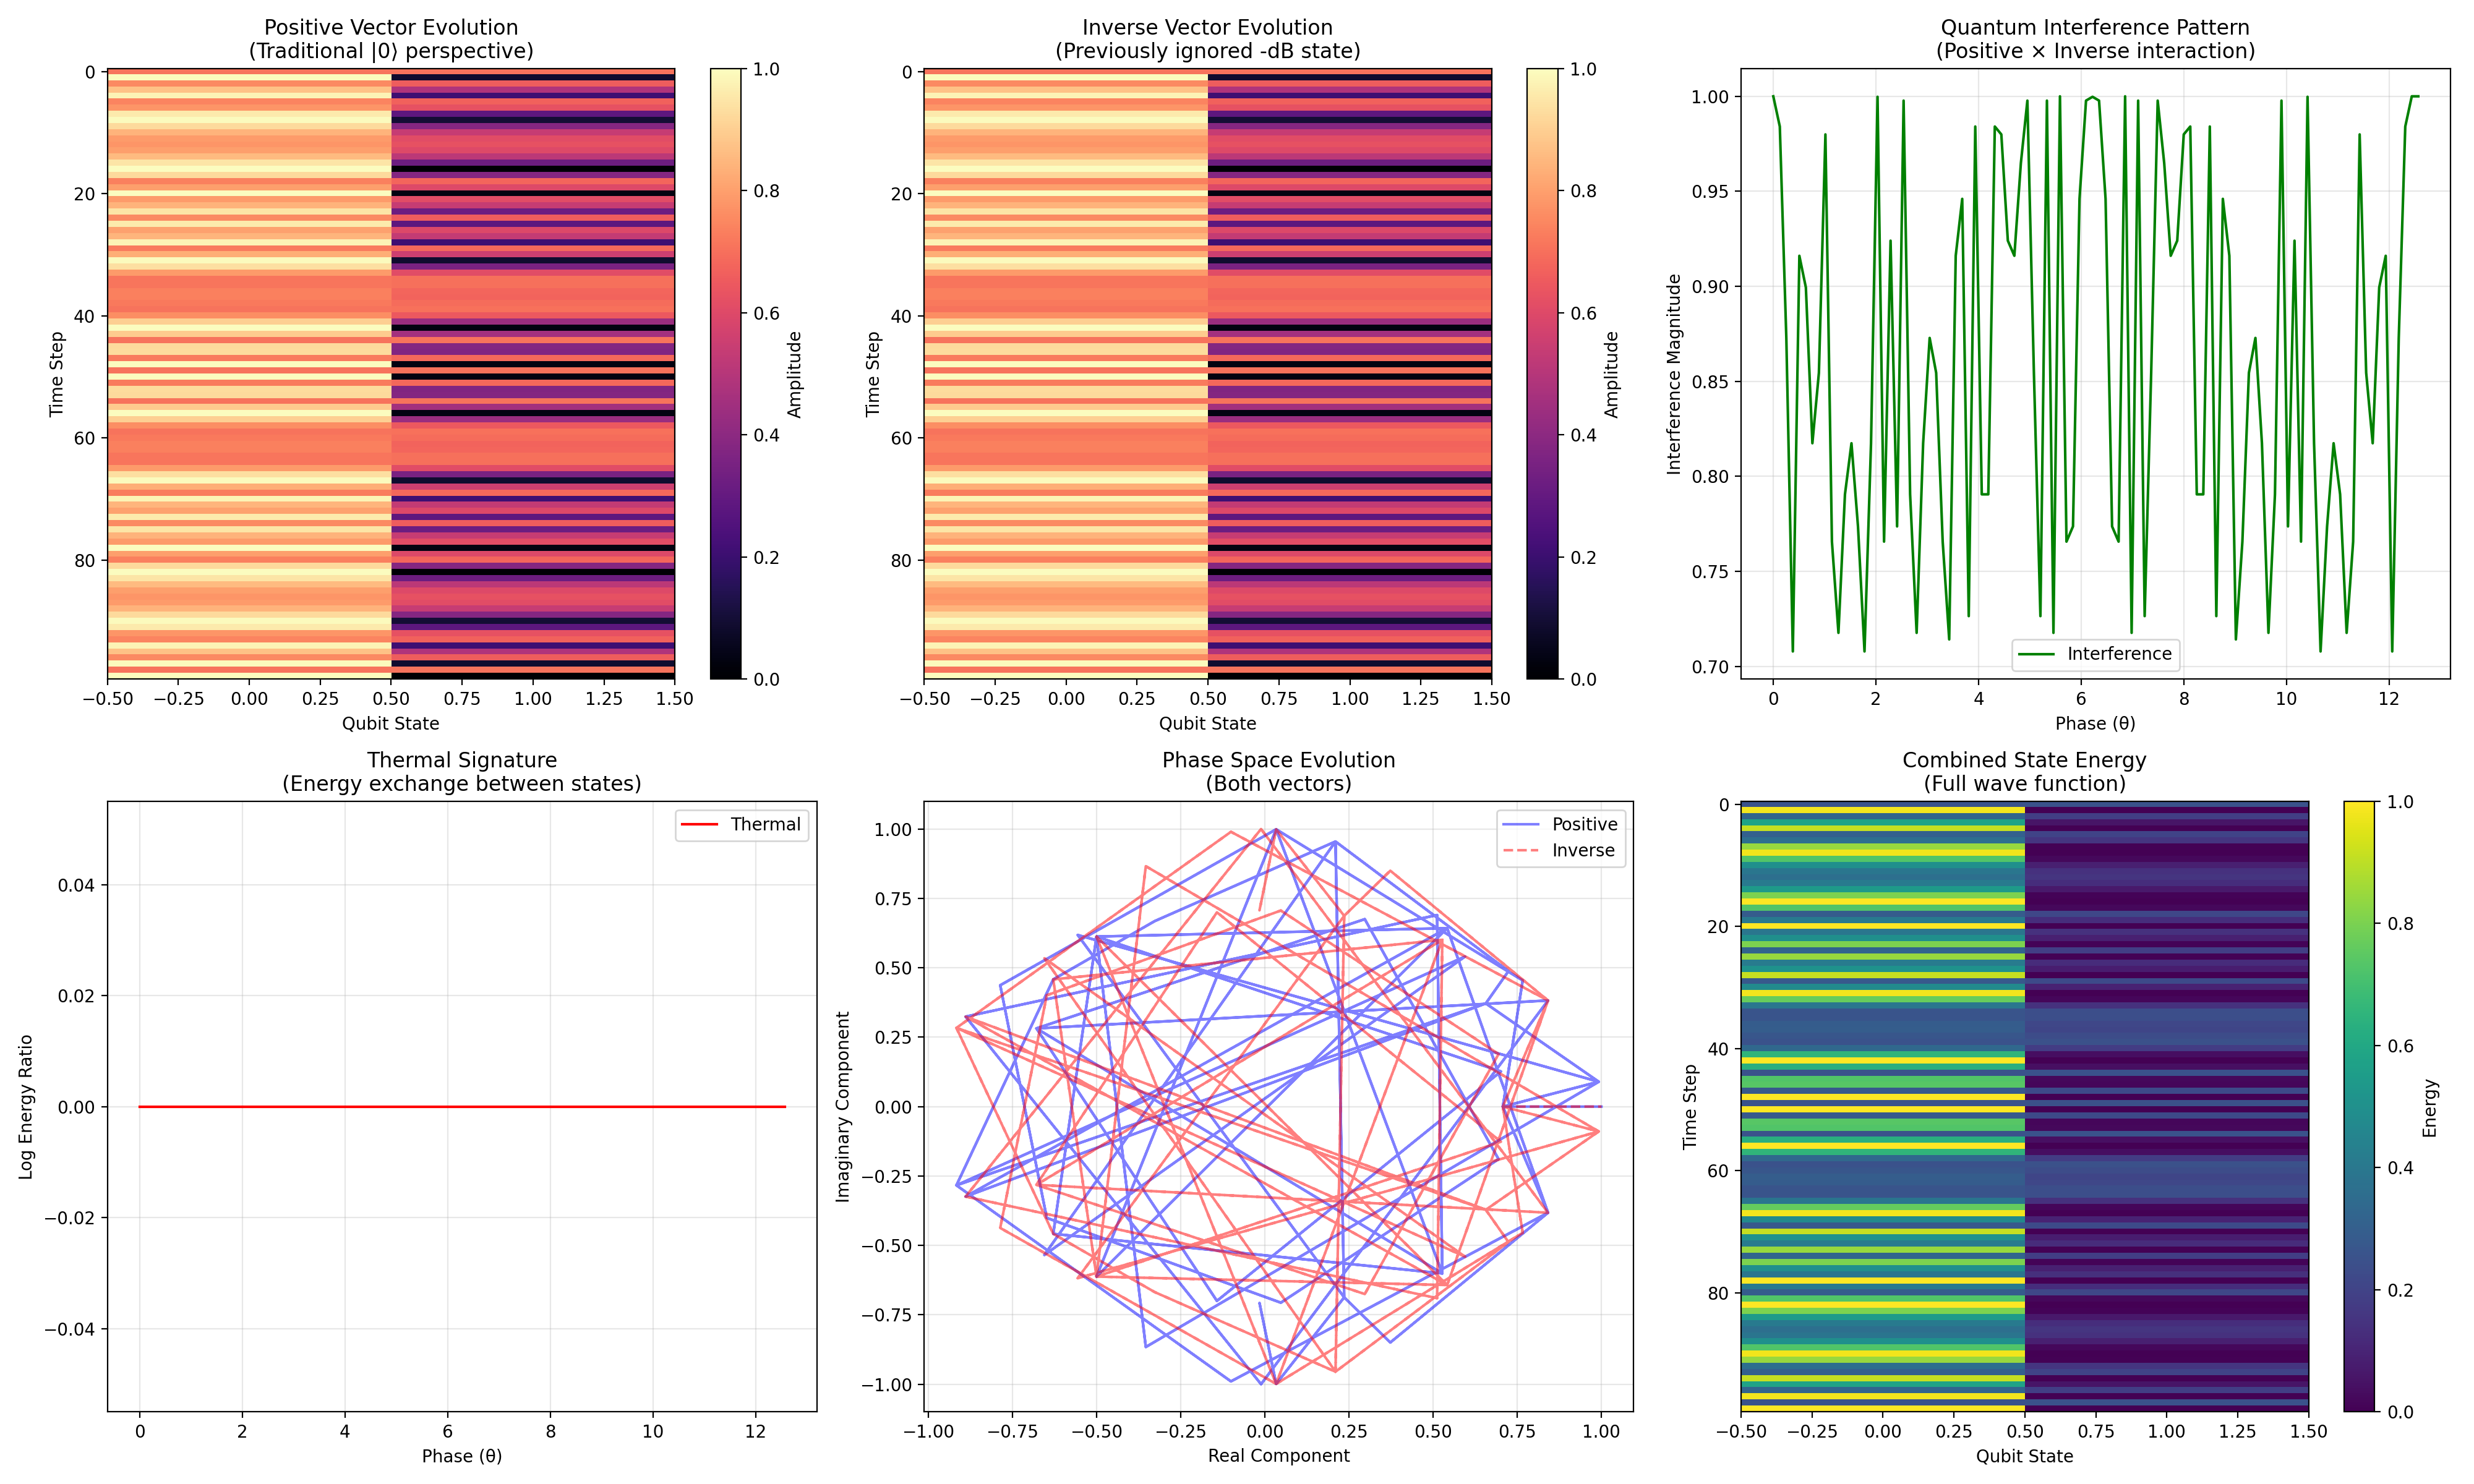 Positive Vector Evolution
(Traditional |0⟩ perspective)
0
20
40
60
80
Time Step
−0.50 −0.25 0.00 0.25 0.50 0.75 1.00 1.25 1.50
Qubit State
1.0
0.8
0.6
0.4
0.2
0.0
Amplitude
Inverse Vector Evolution
(Previously ignored -dB state)
0
20
40
60
80
Time Step
−0.50 −0.25 0.00 0.25 0.50 0.75 1.00 1.25 1.50
Qubit State
1.0
0.8
0.6
0.4
0.2
0.0
Amplitude
Quantum Interference Pattern
(Positive × Inverse interaction)
1.00
0.95
0.90
0.85
0.80
0.75
0.70
Interference Magnitude
Interference
0 2 4 6 8 10 12
Phase (θ)
Thermal Signature
(Energy exchange between states)
Thermal
0.04
0.02
0.00
−0.02
−0.04
Log Energy Ratio
0 2 4 6 8 10 12
Phase (θ)
Phase Space Evolution
(Both vectors)
Positive
Inverse
1.00
0.75
0.50
0.25
0.00
−0.25
−0.50
−0.75
−1.00
Imaginary Component
−1.00 −0.75 −0.50 −0.25 0.00 0.25 0.50 0.75 1.00
Real Component
Combined State Energy
(Full wave function)
0
20
40
60
80
Time Step
−0.50 −0.25 0.00 0.25 0.50 0.75 1.00 1.25 1.50
Qubit State
1.0
0.8
0.6
0.4
0.2
0.0
Energy